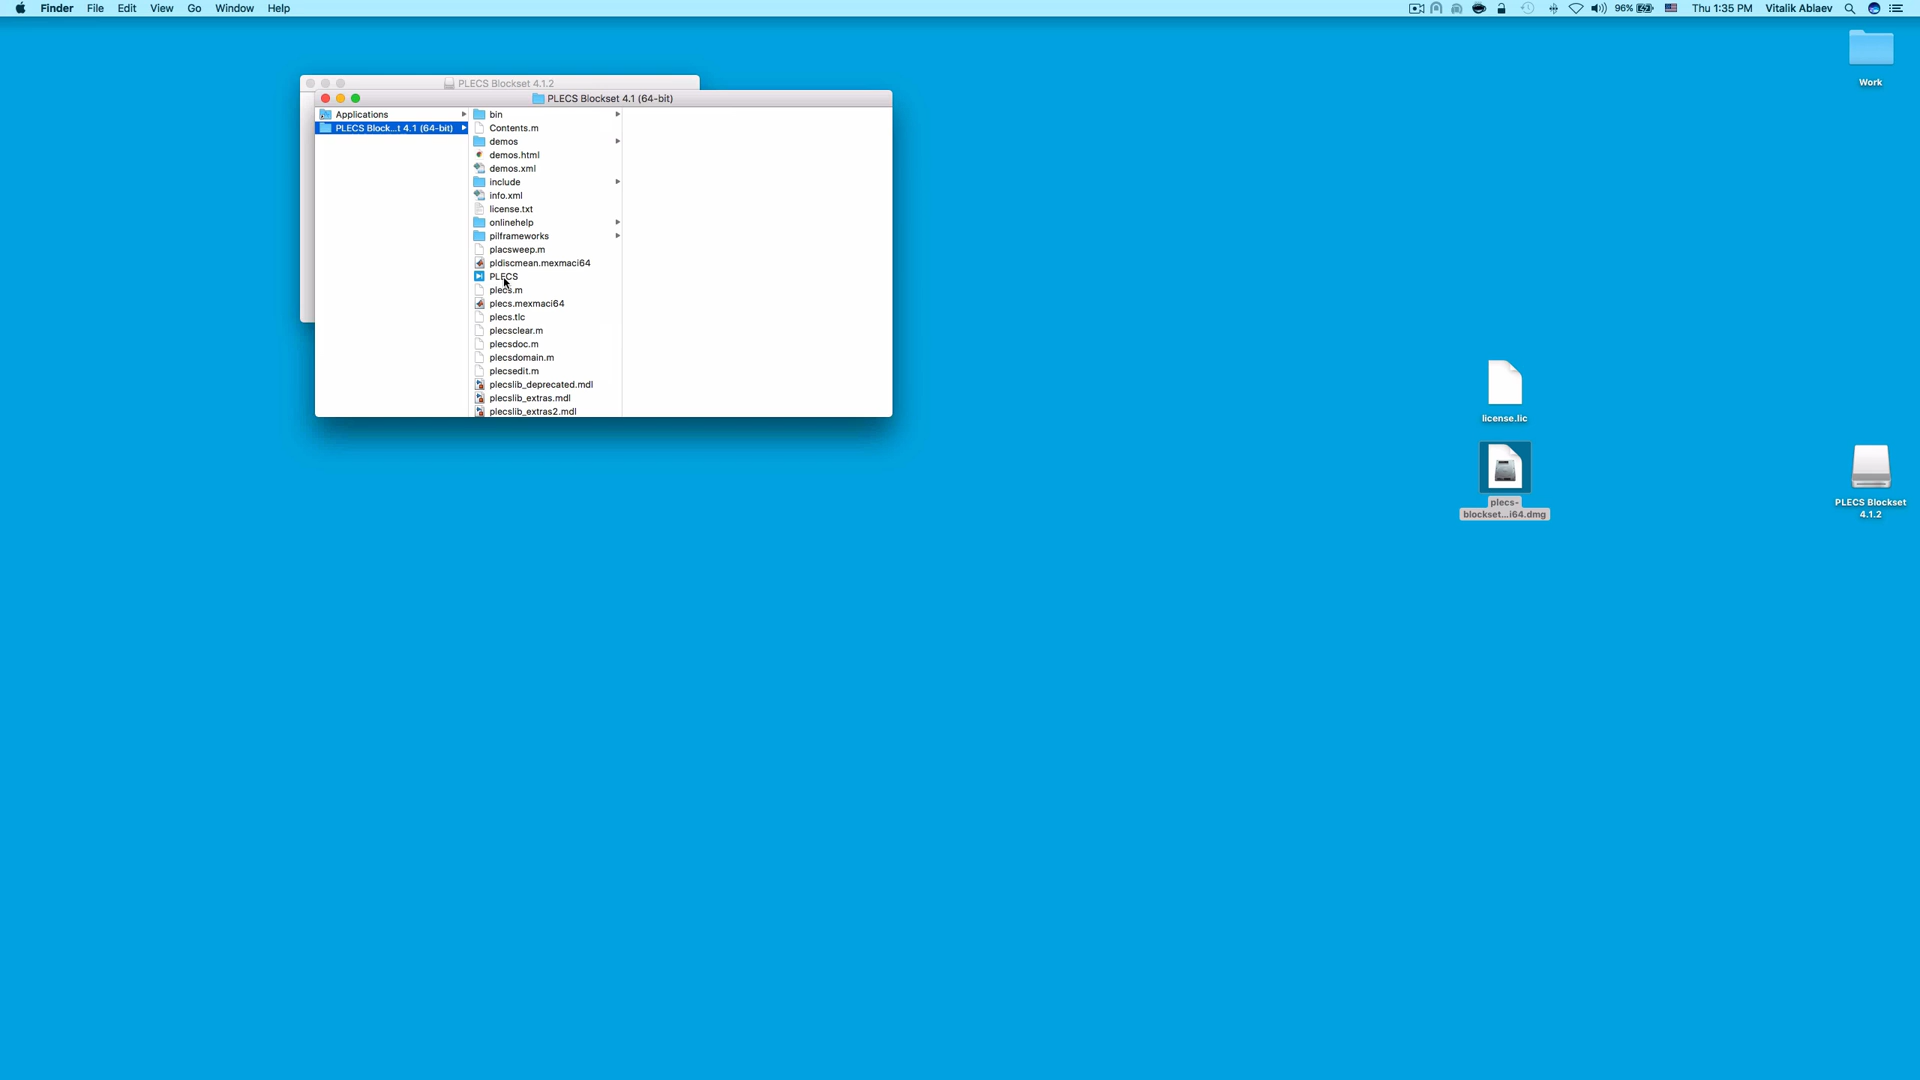 Finder File Edit View Go Window Help
96% Thu 1:35 PM Vitalik Ablaev
Work
PLECS Blockset 4.1.2
PLECS Blockset 4.1 (64-bit)
Applications
PLECS Block...t 4.1 (64-bit)
bin
Contents.m
demos
demos.html
demos.xml
include
info.xml
license.txt
onlinehelp
pilframeworks
placsweep.m
pldiscmean.mexmaci64
PLECS
plecs.m
plecs.mexmaci64
plecs.tlc
plecsclear.m
plecsdoc.m
plecsdomain.m
plecsedit.m
plecslib_deprecated.mdl
plecslib_extras.mdl
plecslib_extras2.mdl
license.lic
plecs-
blockset...i64.dmg
PLECS Blockset
4.1.2